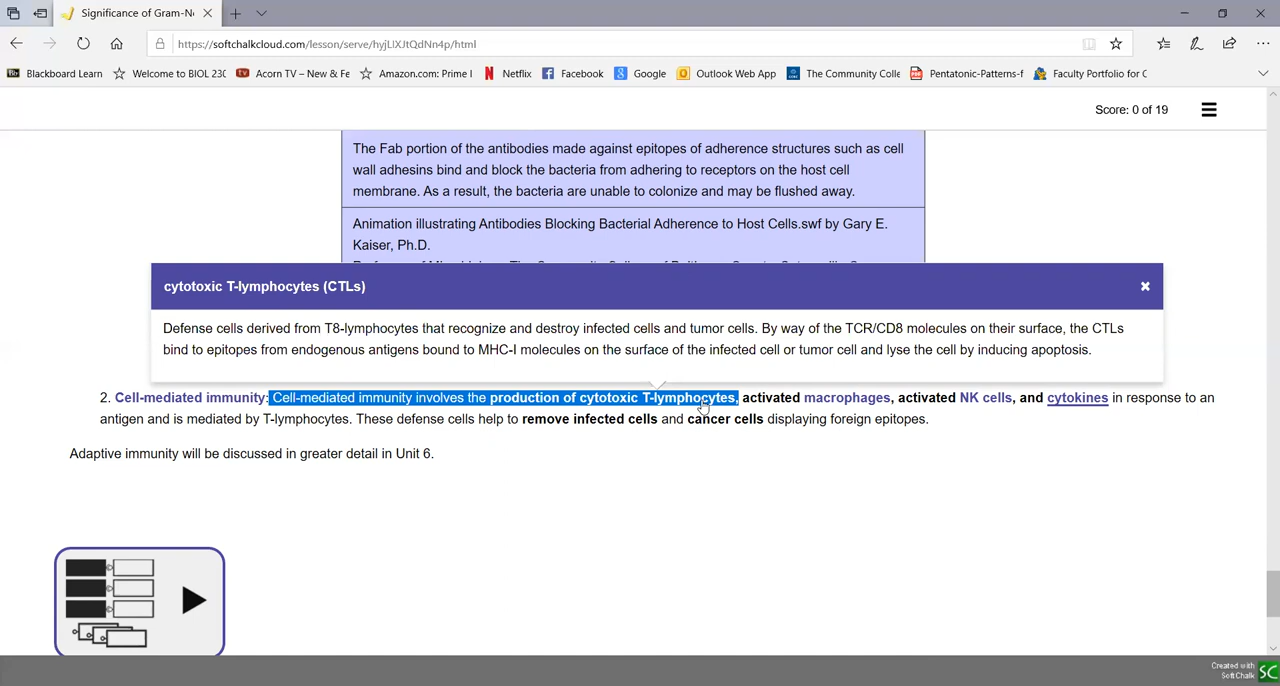 Significance of Gram-Ne
https://softchalkcloud.com/lesson/serve/hyjLlXJtQdNn4p/html
Bb Blackboard Learn Welcome to BIOL 230 Acorn TV – New & Fe Amazon.com: Prime I Netflix Facebook Google Outlook Web App The Community Colle Pentatonic-Patterns-f Faculty Portfolio for C
Score: 0 of 19
The Fab portion of the antibodies made against epitopes of adherence structures such as cell
wall adhesins bind and block the bacteria from adhering to receptors on the host cell
membrane. As a result, the bacteria are unable to colonize and may be flushed away.
Animation illustrating Antibodies Blocking Bacterial Adherence to Host Cells.swf by Gary E.
Kaiser, Ph.D.
cytotoxic T-lymphocytes (CTLs)
Defense cells derived from T8-lymphocytes that recognize and destroy infected cells and tumor cells. By way of the TCR/CD8 molecules on their surface, the CTLs
bind to epitopes from endogenous antigens bound to MHC-I molecules on the surface of the infected cell or tumor cell and lyse the cell by inducing apoptosis.
2. Cell-mediated immunity: Cell-mediated immunity involves the production of cytotoxic T-lymphocytes, activated macrophages, activated NK cells, and cytokines in response to an
antigen and is mediated by T-lymphocytes. These defense cells help to remove infected cells and cancer cells displaying foreign epitopes.
Adaptive immunity will be discussed in greater detail in Unit 6.
Created with
SoftChalk SC